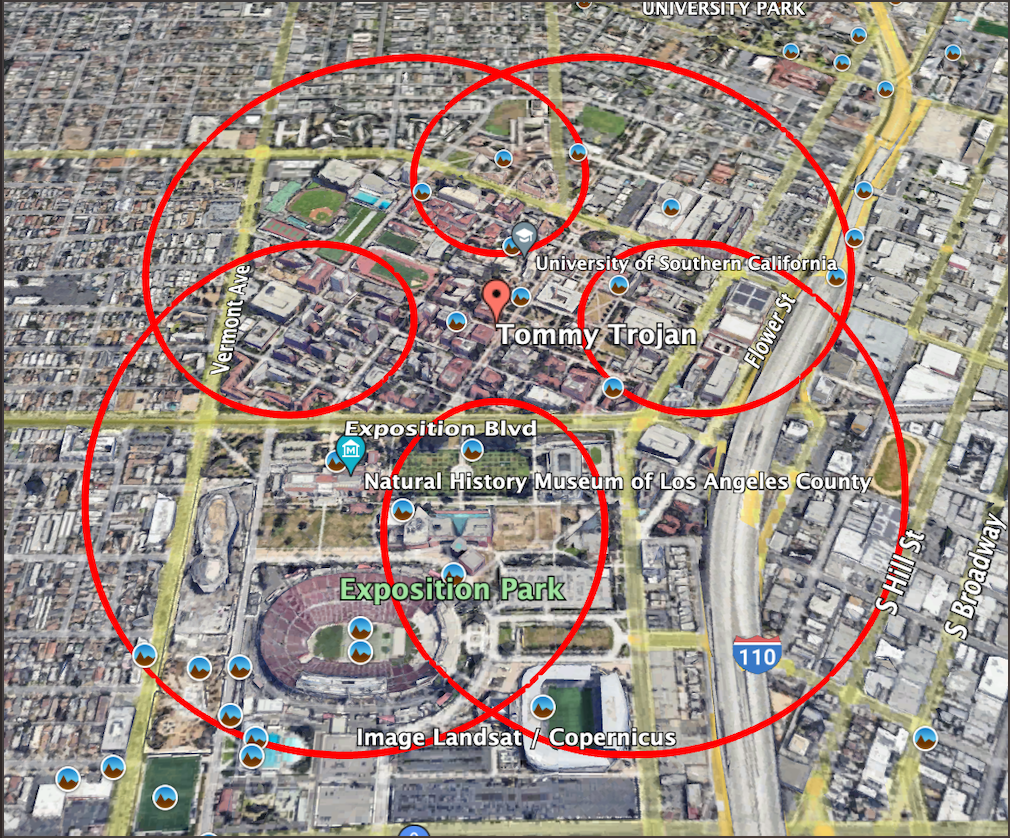 UNIVERSITY PARK
University of Southern California
Vermont Ave
Tommy Trojan
Flower St
Exposition Blvd
Natural History Museum of Los Angeles County
Exposition Park
S Hill St
S Broadway
110
Image Landsat / Copernicus